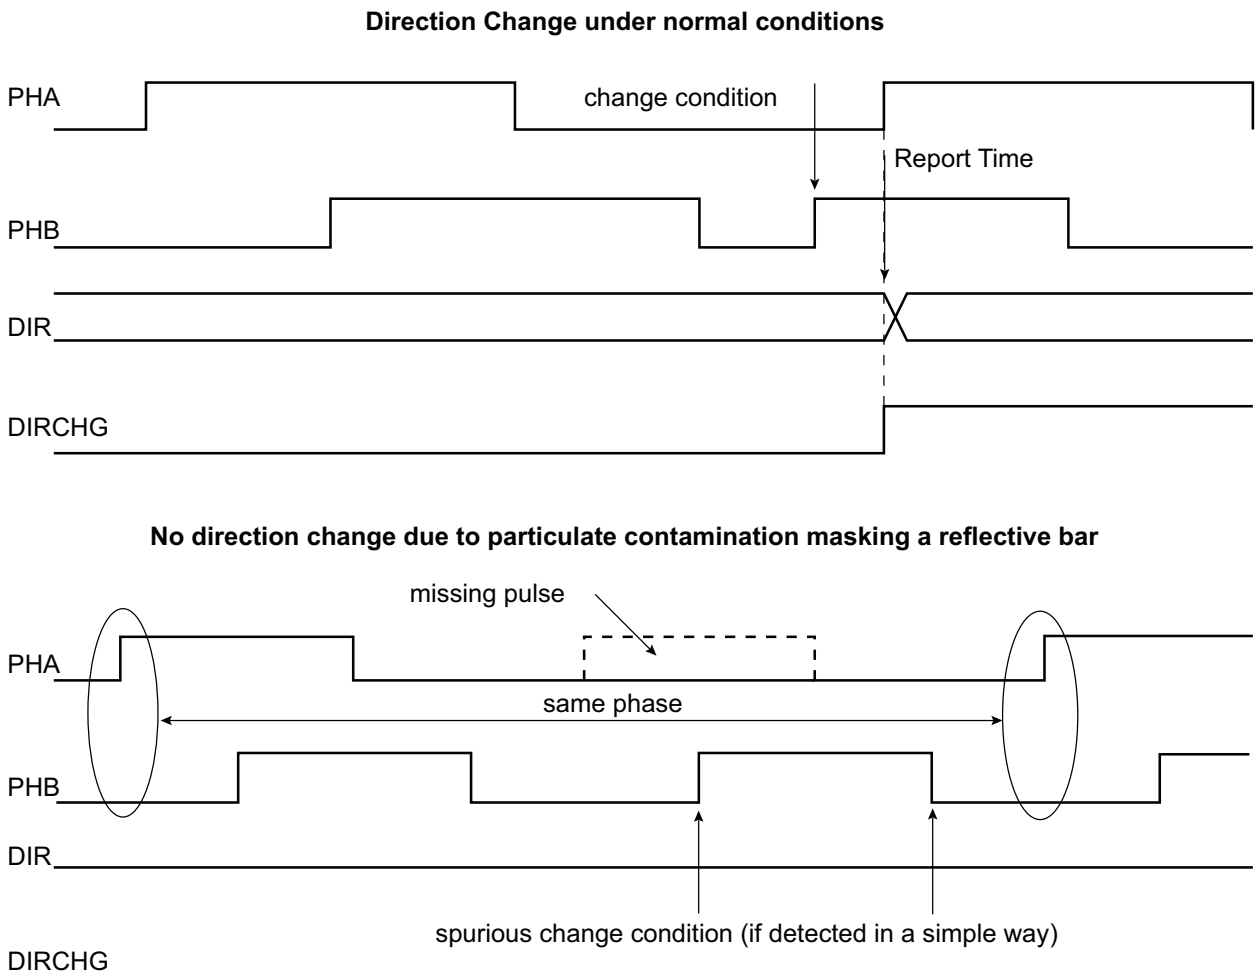 Direction Change under normal conditions
PHA
change condition
Report Time
PHB
DIR
DIRCHG
No direction change due to particulate contamination masking a reflective bar
missing pulse
PHA
same phase
PHB
DIR
spurious change condition (if detected in a simple way)
DIRCHG